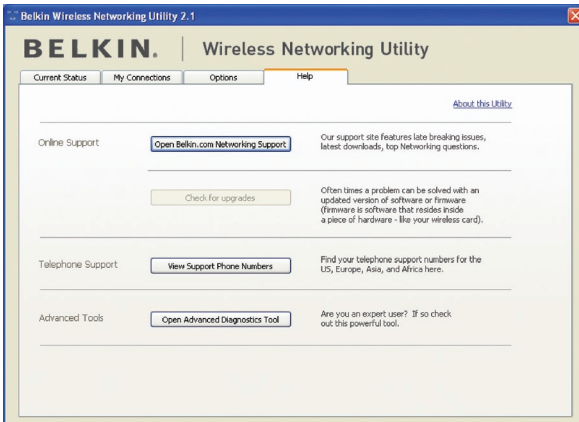 Belkin Wireless Networking Utility 2.1
BELKIN. | Wireless Networking Utility
Current Status My Connections Options Help
About this Utility
Online Support
Open Belkin.com Networking Support
Our support site features late breaking issues,
latest downloads, top Networking questions.
Check for upgrades
Often times a problem can be solved with an
updated version of software or firmware
(firmware is software that resides inside
a piece of hardware - like your wireless card).
Telephone Support
View Support Phone Numbers
Find your telephone support numbers for the
US, Europe, Asia, and Africa here.
Advanced Tools
Open Advanced Diagnostics Tool
Are you an expert user? If so check
out this powerful tool.